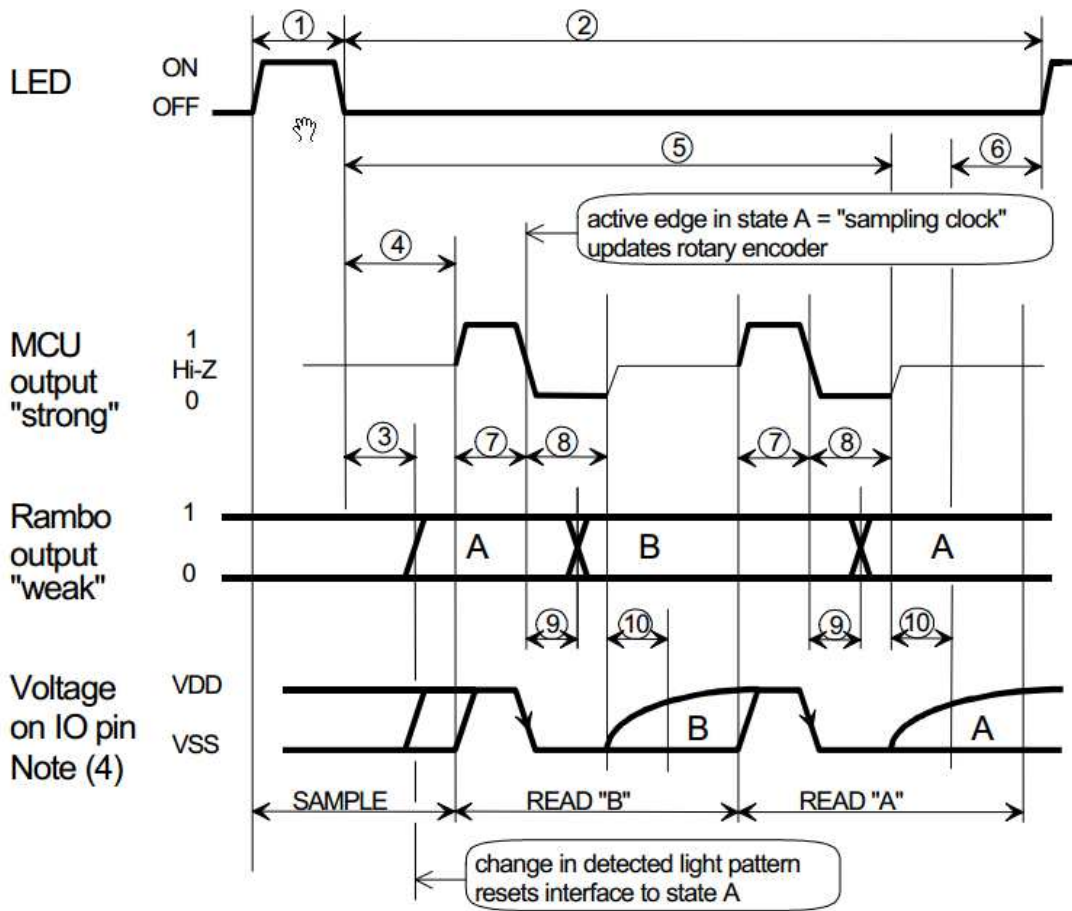 ① ②
LED ON
OFF
⑤ ⑥
active edge in state A = "sampling clock"
updates rotary encoder
④
MCU
output
"strong"
1
Hi-Z
0
③ ⑦ ⑧ ⑦ ⑧
Rambo
output
"weak"
1
0
A B A
⑨ ⑩ ⑨ ⑩
Voltage
on IO pin
Note (4)
VDD
VSS
B A
SAMPLE READ "B" READ "A"
change in detected light pattern
resets interface to state A